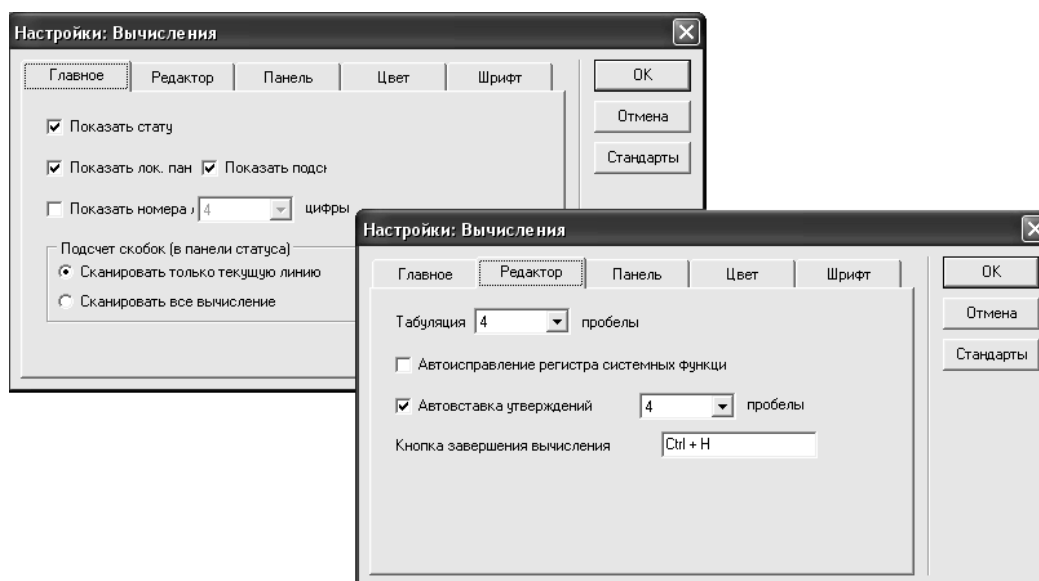 Настройки: Вычисления
Главное Редактор Панель Цвет Шрифт
OK
Отмена
Стандарты
Показать стату
Показать лок. пан Показать подс
Показать номера 4 цифры
Подсчет скобок (в панели статуса)
Сканировать только текущую линию
Сканировать все вычисление
Настройки: Вычисления
Главное Редактор Панель Цвет Шрифт
OK
Отмена
Стандарты
Табуляция 4 пробелы
Автоисправление регистра системных функци
Автовставка утверждений 4 пробелы
Кнопка завершения вычисления Ctrl + H